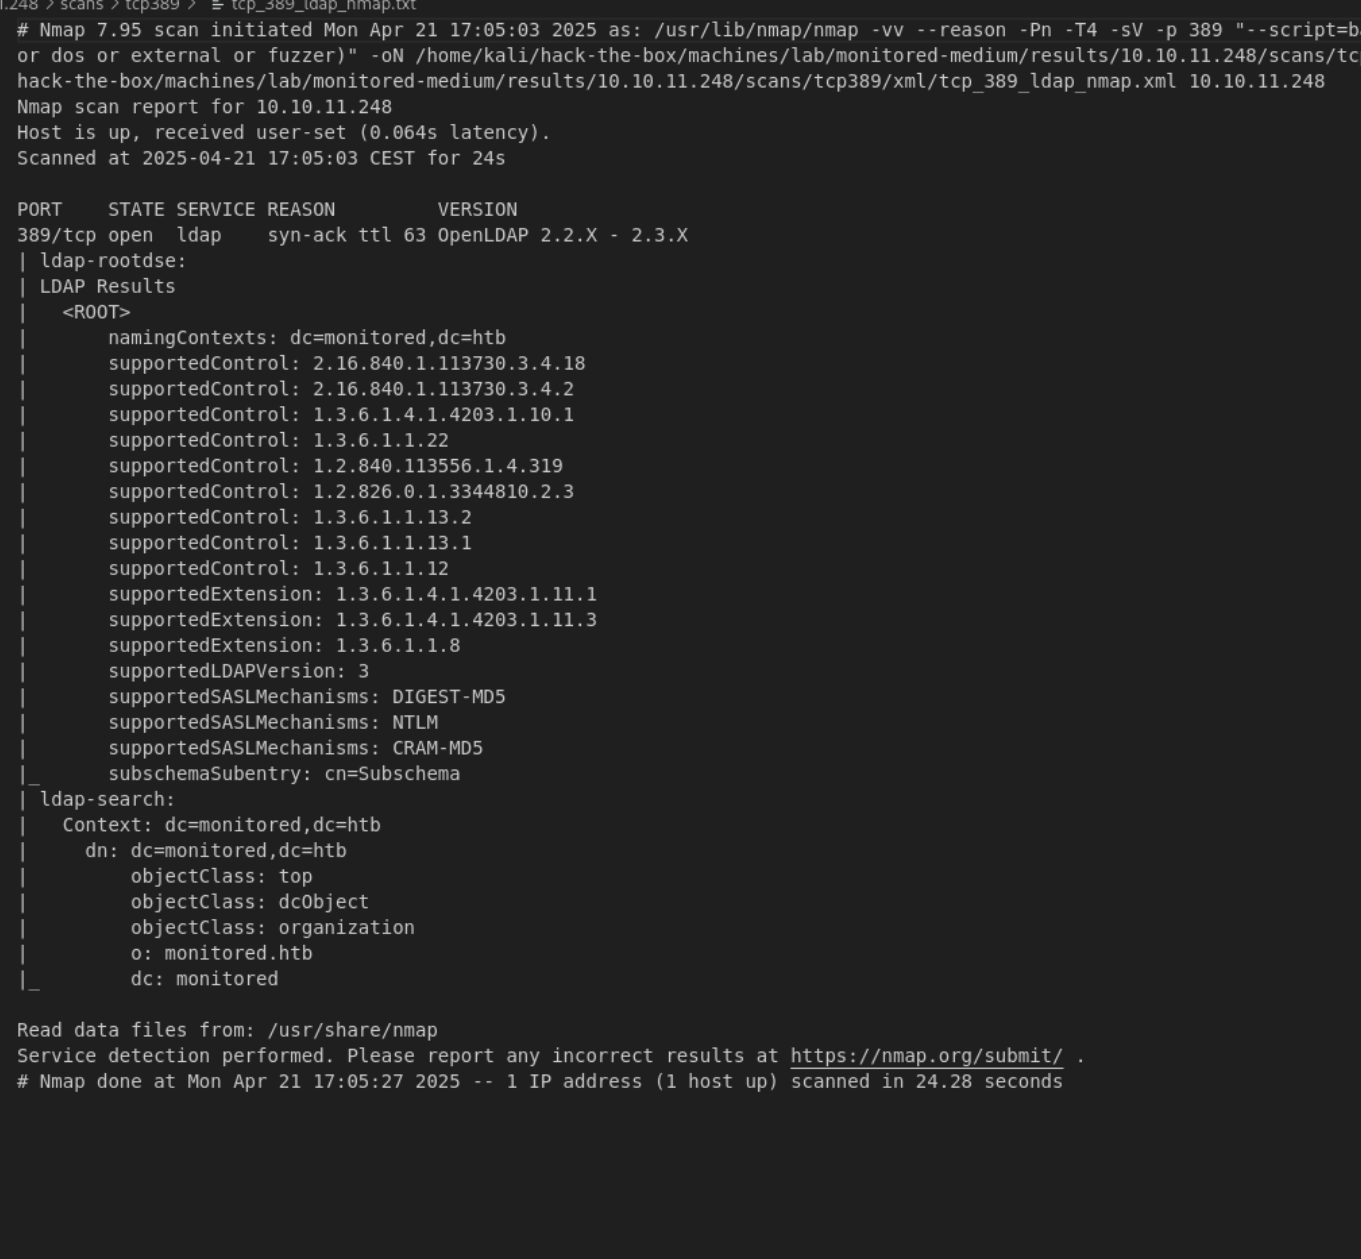 .248 > scans > tcp389 > tcp_389_ldap_nmap.txt
# Nmap 7.95 scan initiated Mon Apr 21 17:05:03 2025 as: /usr/lib/nmap/nmap -vv --reason -Pn -T4 -sV -p 389 "--script=b
or dos or external or fuzzer)" -oN /home/kali/hack-the-box/machines/lab/monitored-medium/results/10.10.11.248/scans/tc
hack-the-box/machines/lab/monitored-medium/results/10.10.11.248/scans/tcp389/xml/tcp_389_ldap_nmap.xml 10.10.11.248
Nmap scan report for 10.10.11.248
Host is up, received user-set (0.064s latency).
Scanned at 2025-04-21 17:05:03 CEST for 24s
PORT    STATE SERVICE REASON         VERSION
389/tcp open  ldap    syn-ack ttl 63 OpenLDAP 2.2.X - 2.3.X
| ldap-rootdse:
| LDAP Results
|   <ROOT>
|       namingContexts: dc=monitored,dc=htb
|       supportedControl: 2.16.840.1.113730.3.4.18
|       supportedControl: 2.16.840.1.113730.3.4.2
|       supportedControl: 1.3.6.1.4.1.4203.1.10.1
|       supportedControl: 1.3.6.1.1.22
|       supportedControl: 1.2.840.113556.1.4.319
|       supportedControl: 1.2.826.0.1.3344810.2.3
|       supportedControl: 1.3.6.1.1.13.2
|       supportedControl: 1.3.6.1.1.13.1
|       supportedControl: 1.3.6.1.1.12
|       supportedExtension: 1.3.6.1.4.1.4203.1.11.1
|       supportedExtension: 1.3.6.1.4.1.4203.1.11.3
|       supportedExtension: 1.3.6.1.1.8
|       supportedLDAPVersion: 3
|       supportedSASLMechanisms: DIGEST-MD5
|       supportedSASLMechanisms: NTLM
|       supportedSASLMechanisms: CRAM-MD5
|_      subschemaSubentry: cn=Subschema
| ldap-search:
|   Context: dc=monitored,dc=htb
|     dn: dc=monitored,dc=htb
|         objectClass: top
|         objectClass: dcObject
|         objectClass: organization
|         o: monitored.htb
|_        dc: monitored
Read data files from: /usr/share/nmap
Service detection performed. Please report any incorrect results at https://nmap.org/submit/ .
# Nmap done at Mon Apr 21 17:05:27 2025 -- 1 IP address (1 host up) scanned in 24.28 seconds